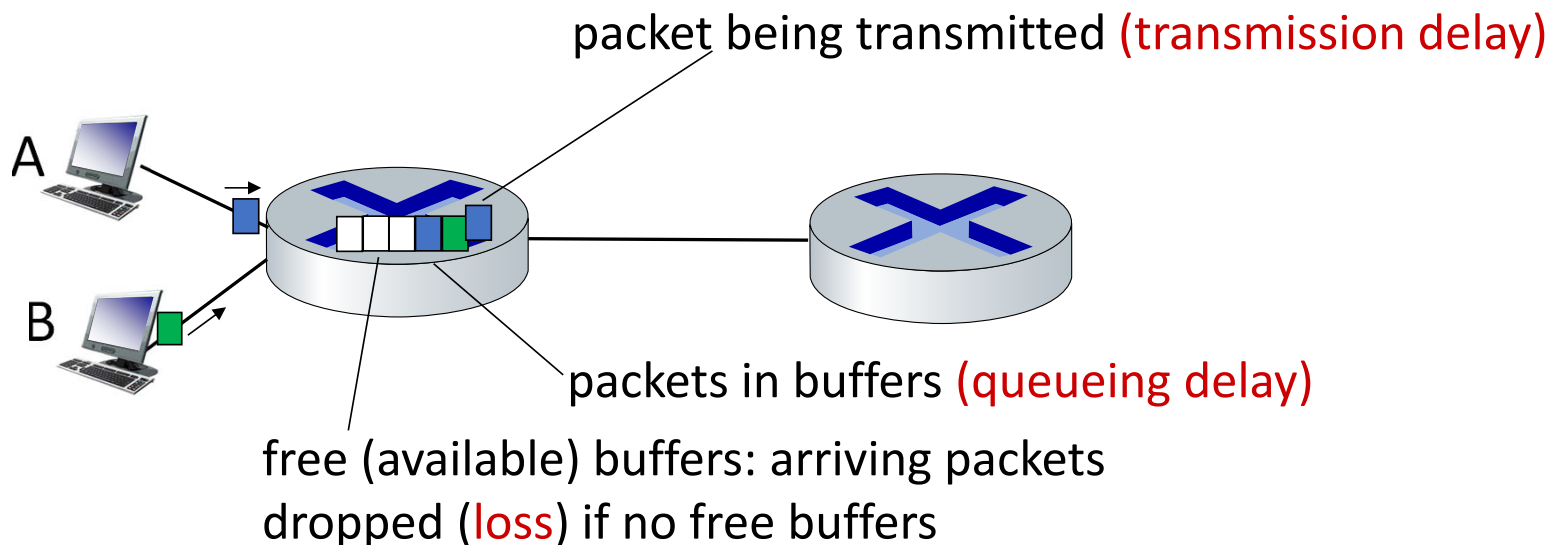 packet being transmitted (transmission delay)
A
B
packets in buffers (queueing delay)
free (available) buffers: arriving packets
dropped (loss) if no free buffers